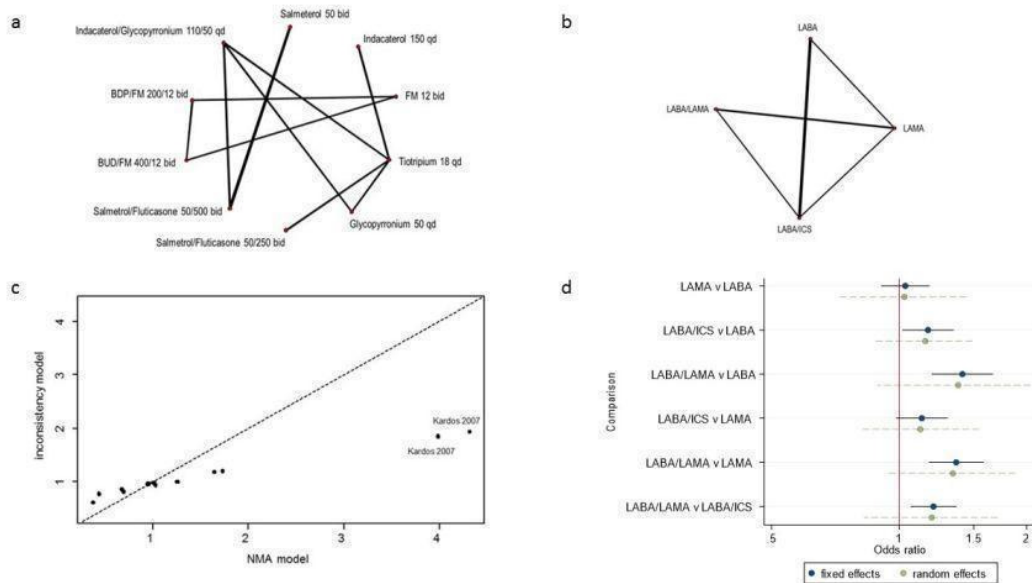 a
Salmeterol 50 bid
Indacaterol/Glycopyrronium 110/50 qd
Indacaterol 150 qd
BDP/FM 200/12 bid
FM 12 bid
BUD/FM 400/12 bid
Tiotripium 18 qd
Salmetrol/Fluticasone 50/500 bid
Glycopyrronium 50 qd
Salmetrol/Fluticasone 50/250 bid
b
LABA
LABA/LAMA
LAMA
LABA/ICS
c
inconsistency model
4
3
2
1
Kardos 2007
Kardos 2007
1
2
3
4
NMA model
d
Comparison
LAMA v LABA
LABA/ICS v LABA
LABA/LAMA v LABA
LABA/ICS v LAMA
LABA/LAMA v LAMA
LABA/LAMA v LABA/ICS
.5
1
1.5
2
Odds ratio
fixed effects
random effects